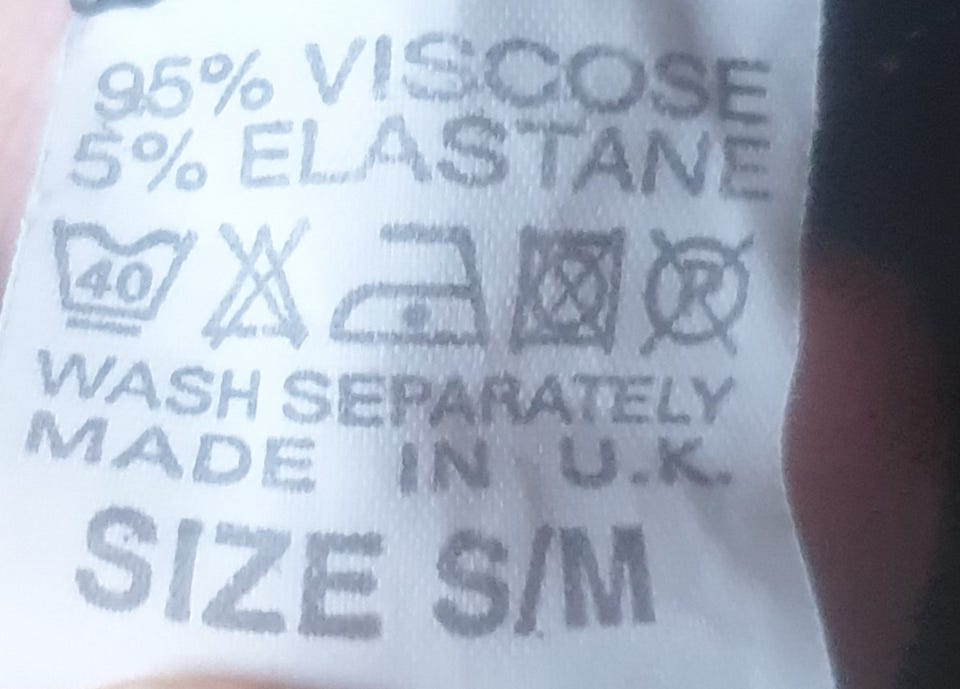 95% VISCOSE
5% ELASTANE
40 R
WASH SEPARATELY
MADE IN U.K.
SIZE S/M